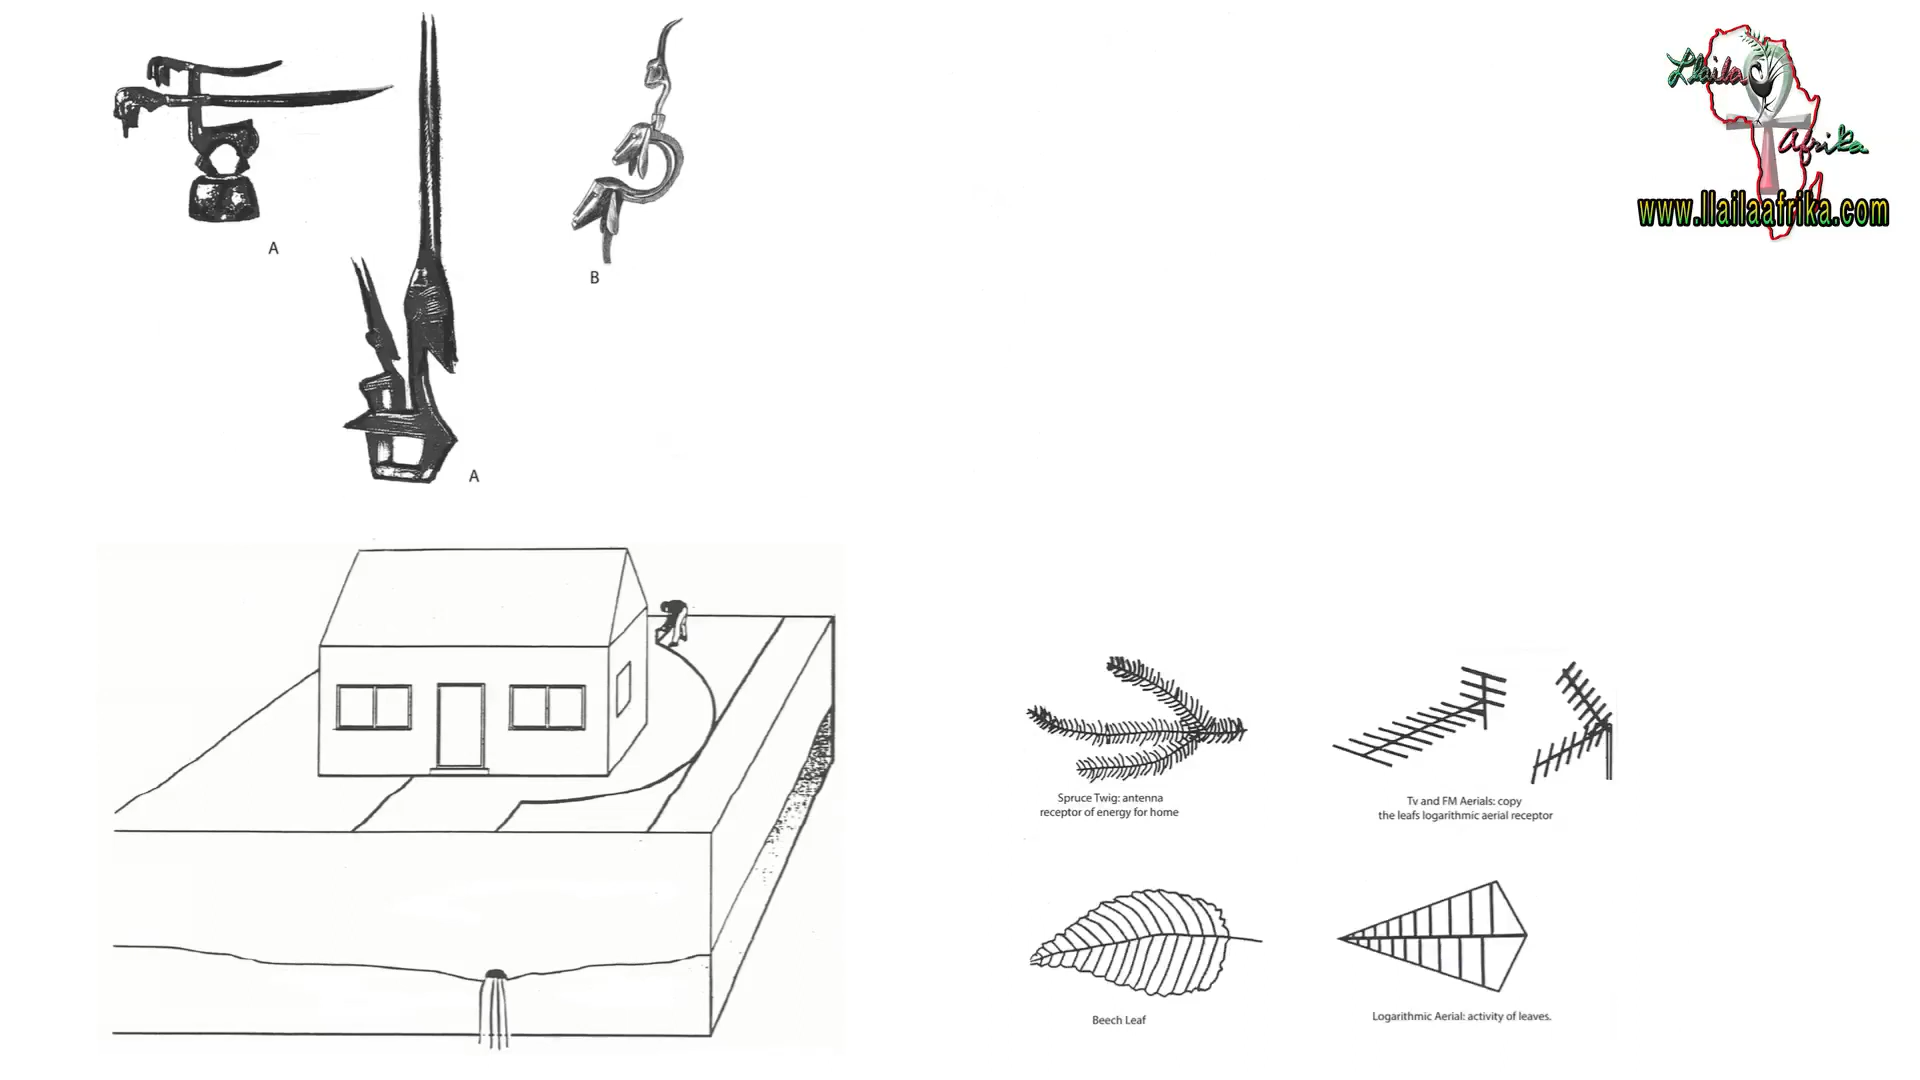 Llaila
Afrika
www.llailaafrika.com
A
B
A
Spruce Twig: antenna
receptor of energy for home
Tv and FM Aerials: copy
the leafs logarithmic aerial receptor
Beech Leaf
Logarithmic Aerial: activity of leaves.